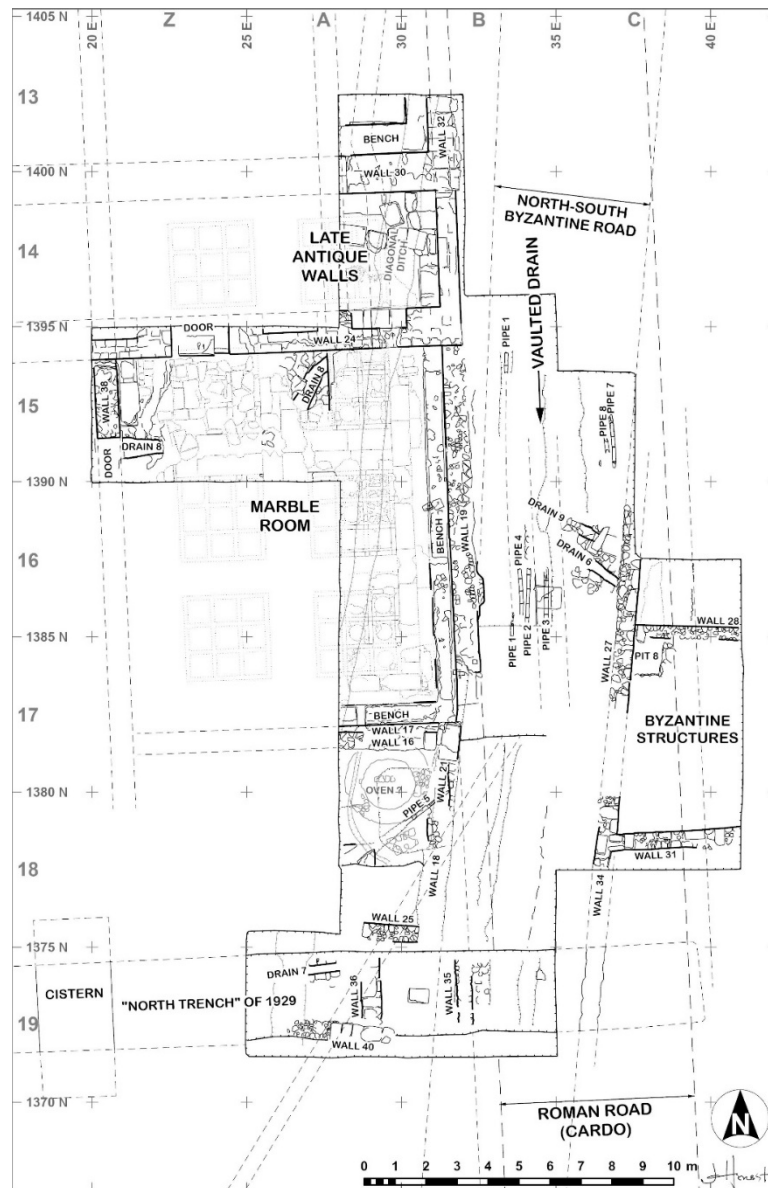 1405 N
20 E
Z
25 E
A
30 E
B
35 E
C
40 E
13
BENCH
WALL 32
1400 N
WALL 30
NORTH-SOUTH
BYZANTINE ROAD
14
LATE
ANTIQUE
WALLS
DIAGONAL
DITCH
VAULTED DRAIN
1395 N
DOOR
WALL 24
PIPE 1
15
WALL 38
DRAIN 8
DRAIN 8
DOOR
PIPE 8
PIPE 7
1390 N
MARBLE
ROOM
BENCH
WALL 19
DRAIN 9
DRAIN 6
16
PIPE 4
1385 N
PIPE 1
PIPE 2
PIPE 3
WALL 28
WALL 27
PIT 8
17
BENCH
WALL 17
WALL 16
BYZANTINE
STRUCTURES
1380 N
OVEN 2
PIPE 5
WALL 21
18
WALL 18
WALL 31
WALL 34
WALL 25
1375 N
CISTERN
"NORTH TRENCH" OF 1929
DRAIN 7
WALL 36
WALL 35
19
WALL 40
1370 N
ROMAN ROAD
(CARDO)
N
0 1 2 3 4 5 6 7 8 9 10 m